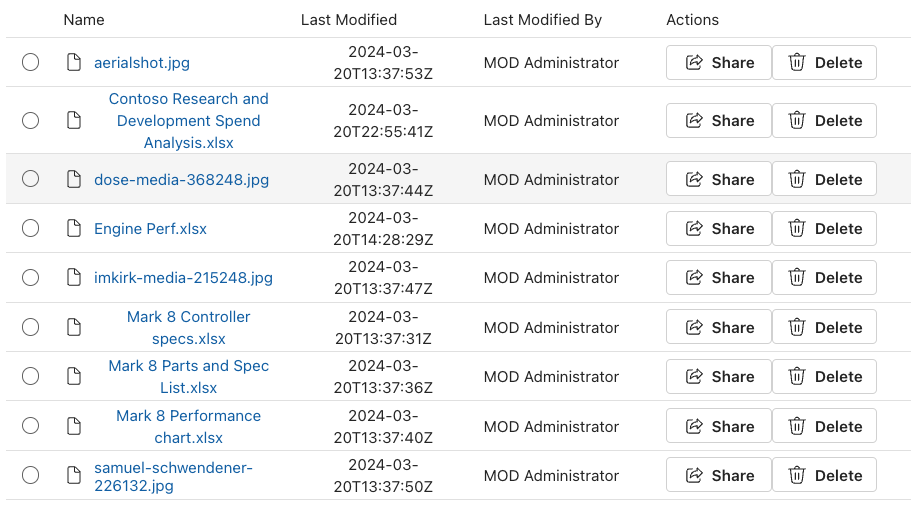 Name Last Modified Last Modified By Actions
aerialshot.jpg 2024-03-
20T13:37:53Z MOD Administrator Share Delete
Contoso Research and
Development Spend
Analysis.xlsx 2024-03-
20T22:55:41Z MOD Administrator Share Delete
dose-media-368248.jpg 2024-03-
20T13:37:44Z MOD Administrator Share Delete
Engine Perf.xlsx 2024-03-
20T14:28:29Z MOD Administrator Share Delete
imkirk-media-215248.jpg 2024-03-
20T13:37:47Z MOD Administrator Share Delete
Mark 8 Controller
specs.xlsx 2024-03-
20T13:37:31Z MOD Administrator Share Delete
Mark 8 Parts and Spec
List.xlsx 2024-03-
20T13:37:36Z MOD Administrator Share Delete
Mark 8 Performance
chart.xlsx 2024-03-
20T13:37:40Z MOD Administrator Share Delete
samuel-schwendener-
226132.jpg 2024-03-
20T13:37:50Z MOD Administrator Share Delete